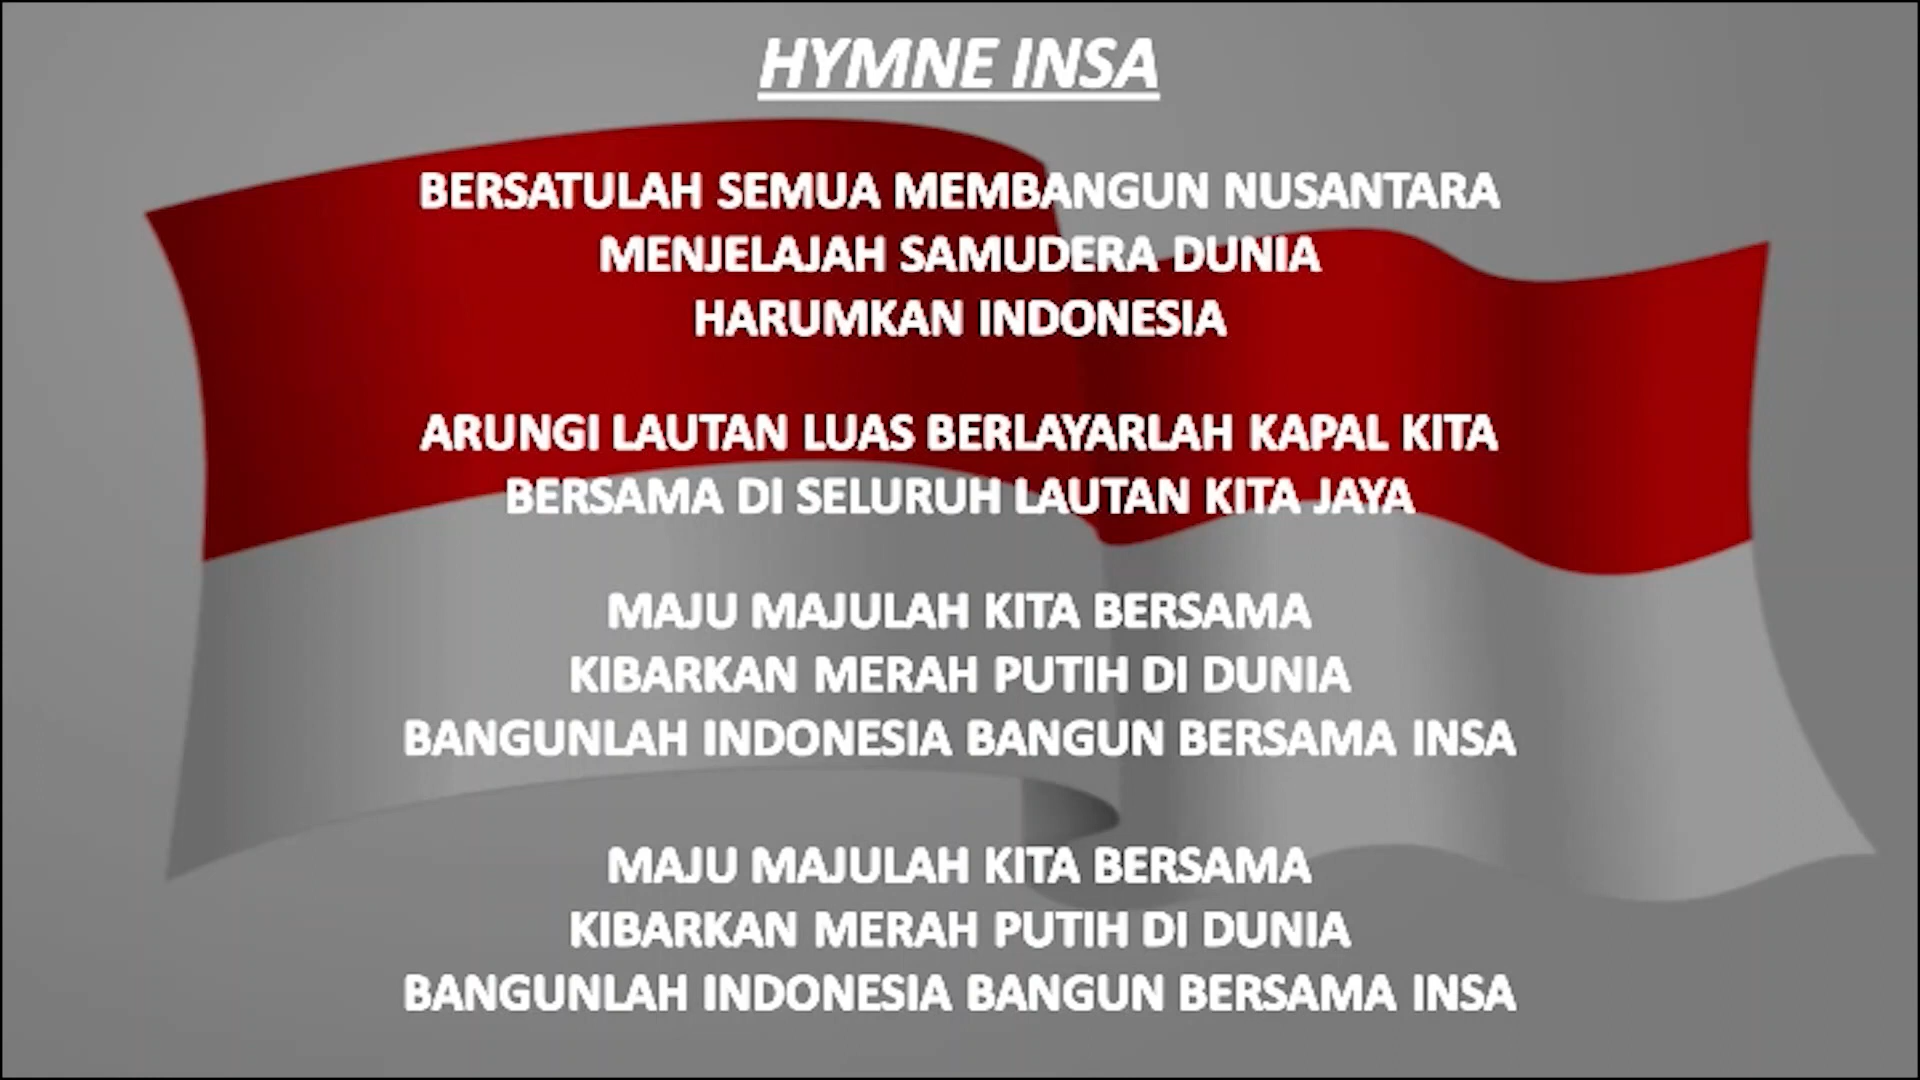 HYMNE INSA
BERSATULAH SEMUA MEMBANGUN NUSANTARA
MENJELAJAH SAMUDERA DUNIA
HARUMKAN INDONESIA
ARUNGI LAUTAN LUAS BERLAYARLAH KAPAL KITA
BERSAMA DI SELURUH LAUTAN KITA JAYA
MAJU MAJULAH KITA BERSAMA
KIBARKAN MERAH PUTIH DI DUNIA
BANGUNLAH INDONESIA BANGUN BERSAMA INSA
MAJU MAJULAH KITA BERSAMA
KIBARKAN MERAH PUTIH DI DUNIA
BANGUNLAH INDONESIA BANGUN BERSAMA INSA